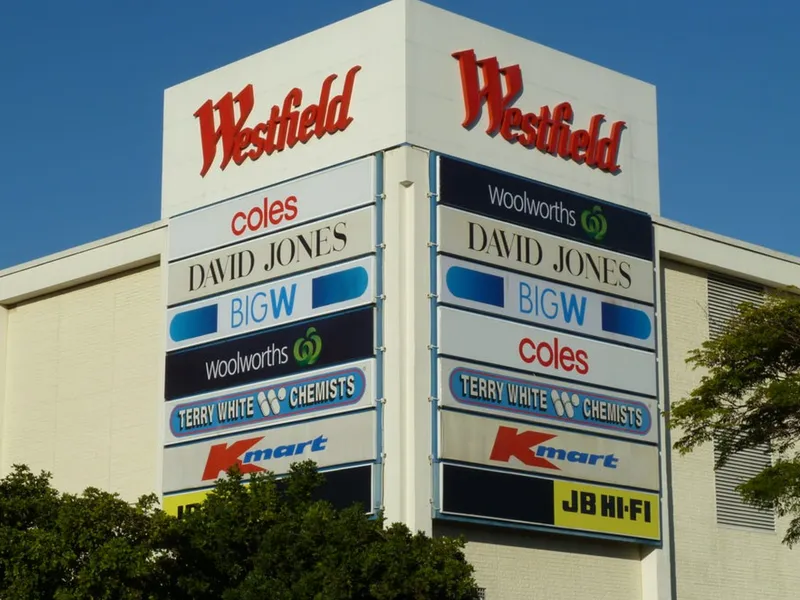 Westfield
coles
DAVID JONES
BIGW
woolworths
TERRY WHITE CHEMISTS
Kmart
Westfield
woolworths
DAVID JONES
BIGW
coles
TERRY WHITE CHEMISTS
Kmart
JB HI-FI